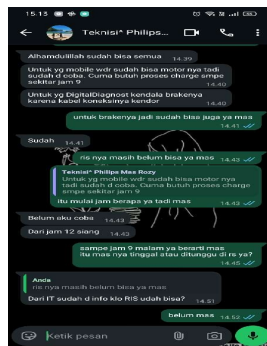 15.13
Teknisi* Philips...
Alhamdulillah sudah bisa semua 14.39
Untuk yg mobile wdr sudah bisa motor nya
tadi sudah d coba. Cuma butuh proses charge
smpe sekitar jam 9 14.40
Untuk yg DigitalDiagnost kendala brakenya
karena kabel koneksinya kendor 14.40
untuk brakenya jadi sudah bisa juga ya mas
14.41
Sudah 14.41
ris nya masih belum bisa ya mas 14.43
Teknisi* Philips Mas Rozy
Untuk yg mobile wdr sudah bisa motor nya
tadi sudah d coba. Cuma butuh proses charge
smpe sekitar jam 9
itu mulai jam berapa ya tadi mas 14.43
Belum aku coba 14.43
Dari jam 12 siang 14.43
sampe jam 9 malam ya berarti mas
itu mas nya tinggal atau ditunggu di rs ya?
14.45
Anda
ris nya masih belum bisa ya mas
Dari IT sudah d info klo RIS udah bisa? 14.51
belum mas 14.52
Ketik pesan